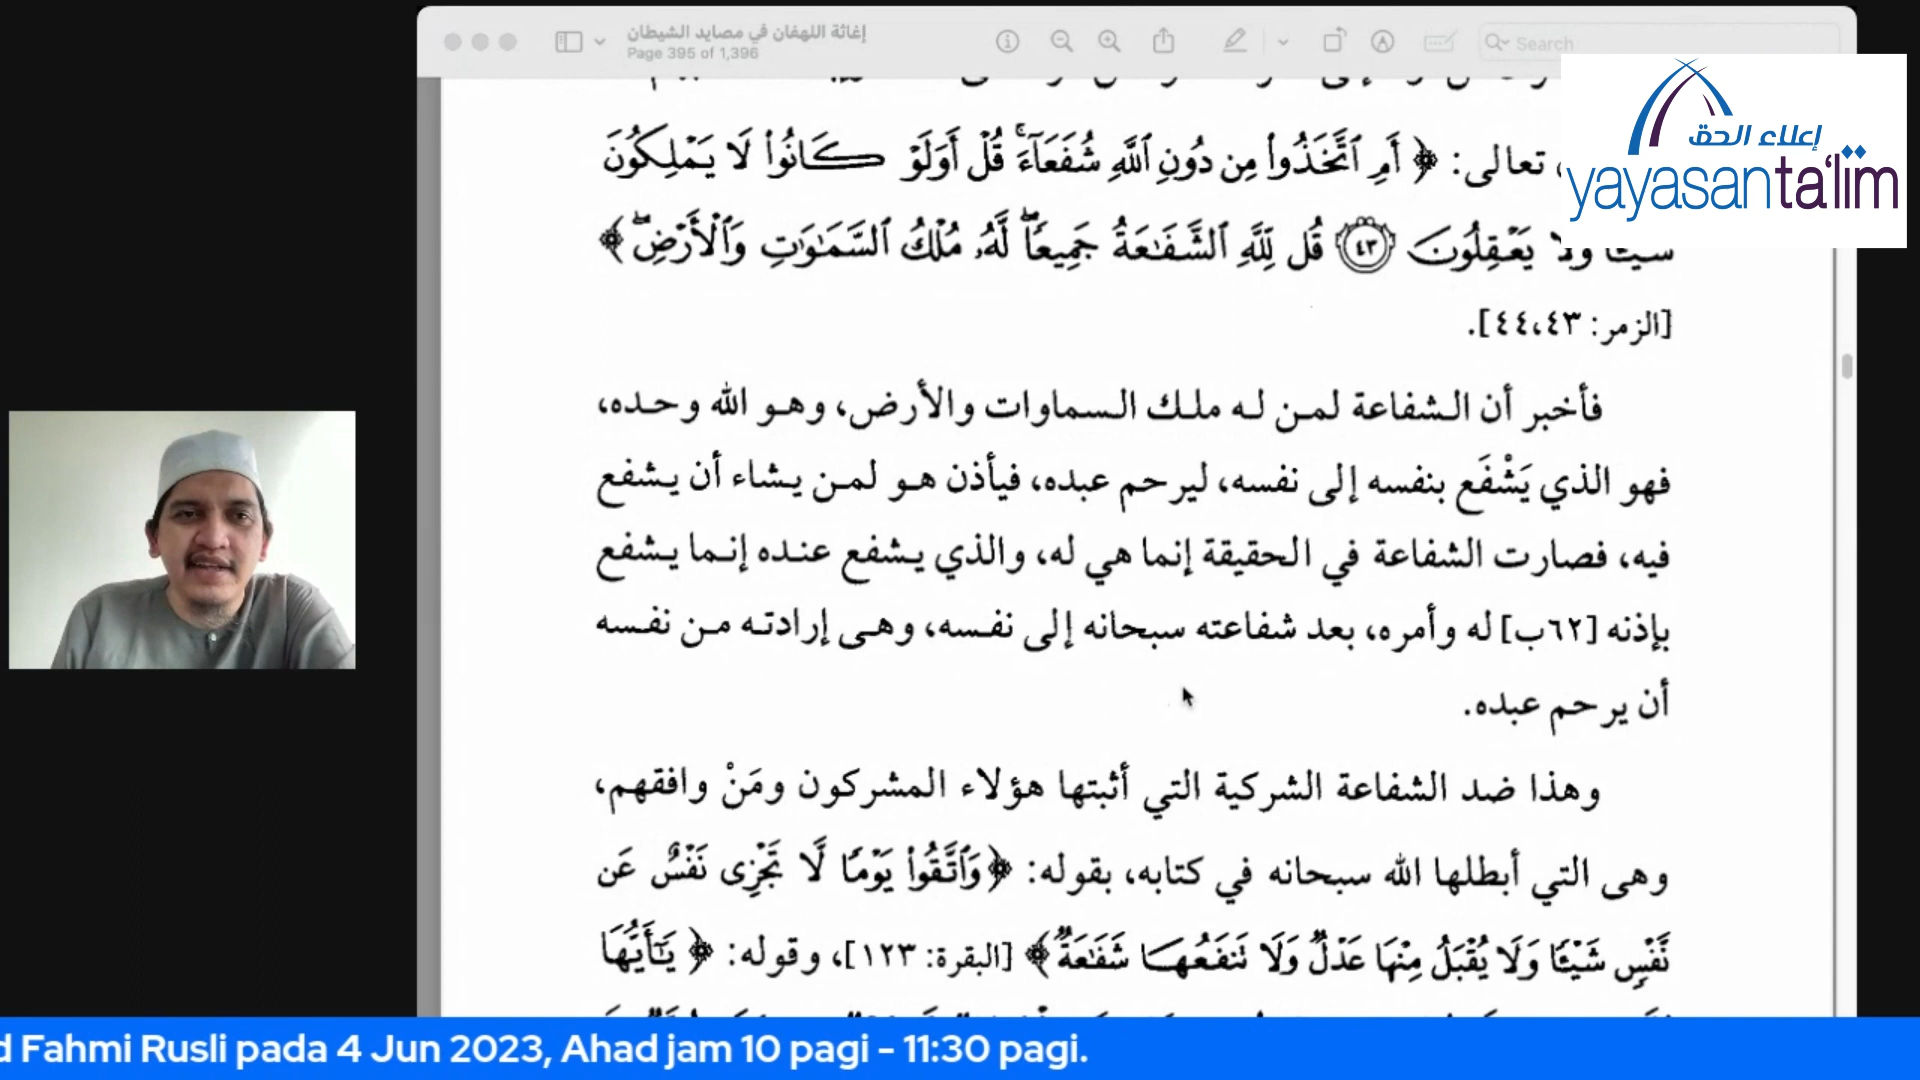 إغاثة اللهفان في مصايد الشيطان
Page 395 of 1,396
Search
إعلاء الحق
yayasanta'lim
تعالى: ﴿ أَمِ ٱتَّخَذُواْ مِن دُونِ ٱللَّهِ شُفَعَآءَۚ قُلْ أَوَلَوْ كَانُواْ لَا يَمْلِكُونَ
شَيْـًٔا وَلَا يَعْقِلُونَ ٤٣ قُل لِّلَّهِ ٱلشَّفَـٰعَةُ جَمِيعًاۖ لَّهُۥ مُلْكُ ٱلسَّمَـٰوَٰتِ وَٱلْأَرْضِۖ ﴾
[الزمر: ٤٣،٤٤].
فأخبر أن الشفاعة لمن له ملك السماوات والأرض، وهو الله وحده،
فهو الذي يَشْفَع بنفسه إلى نفسه، ليرحم عبده، فيأذن هو لمن يشاء أن يشفع
فيه، فصارت الشفاعة في الحقيقة إنما هي له، والذي يشفع عنده إنما يشفع
بإذنه [٦٢ب] له وأمره، بعد شفاعته سبحانه إلى نفسه، وهى إرادته من نفسه
أن يرحم عبده.
وهذا ضد الشفاعة الشركية التي أثبتها هؤلاء المشركون ومَنْ وافقهم،
وهى التي أبطلها الله سبحانه في كتابه، بقوله: ﴿ وَٱتَّقُواْ يَوْمًا لَّا تَجْزِى نَفْسٌ عَن
نَّفْسٍ شَيْـًٔا وَلَا يُقْبَلُ مِنْهَا عَدْلٌ وَلَا تَنفَعُهَا شَفَـٰعَةٌ ﴾ [البقرة: ١٢٣]، وقوله: ﴿ يَـٰٓأَيُّهَا
d Fahmi Rusli pada 4 Jun 2023, Ahad jam 10 pagi - 11:30 pagi.